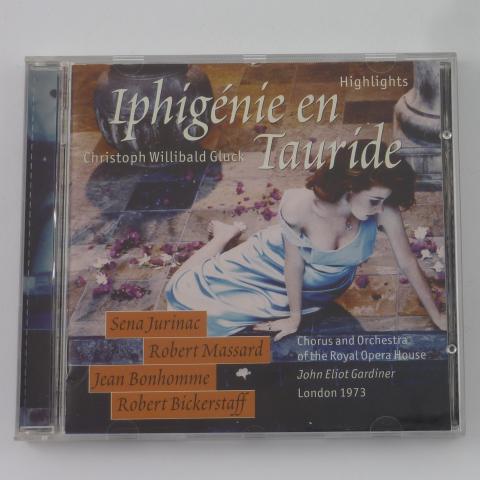 Highlights
Iphigénie en
Tauride
Christoph Willibald Gluck
Sena Jurinac
Robert Massard
Jean Bonhomme
Robert Bickerstaff
Chorus and Orchestra
of the Royal Opera House
John Eliot Gardiner
London 1973